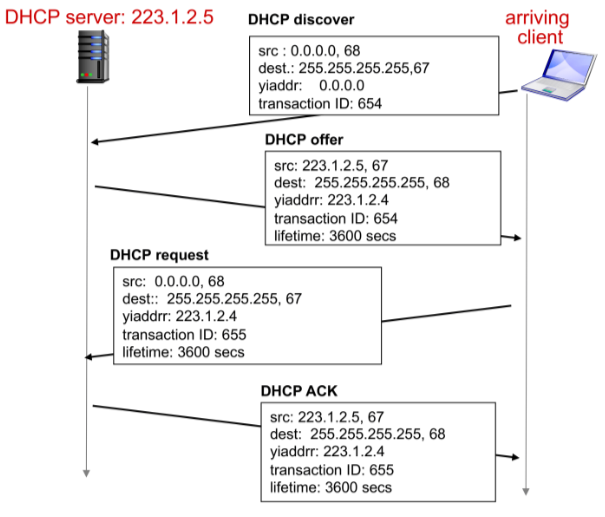 DHCP server: 223.1.2.5
DHCP discover
arriving
client
src : 0.0.0.0, 68
dest.: 255.255.255.255,67
yiaddr: 0.0.0.0
transaction ID: 654
DHCP offer
src: 223.1.2.5, 67
dest: 255.255.255.255, 68
yiaddrr: 223.1.2.4
transaction ID: 654
lifetime: 3600 secs
DHCP request
src: 0.0.0.0, 68
dest:: 255.255.255.255, 67
yiaddrr: 223.1.2.4
transaction ID: 655
lifetime: 3600 secs
DHCP ACK
src: 223.1.2.5, 67
dest: 255.255.255.255, 68
yiaddrr: 223.1.2.4
transaction ID: 655
lifetime: 3600 secs